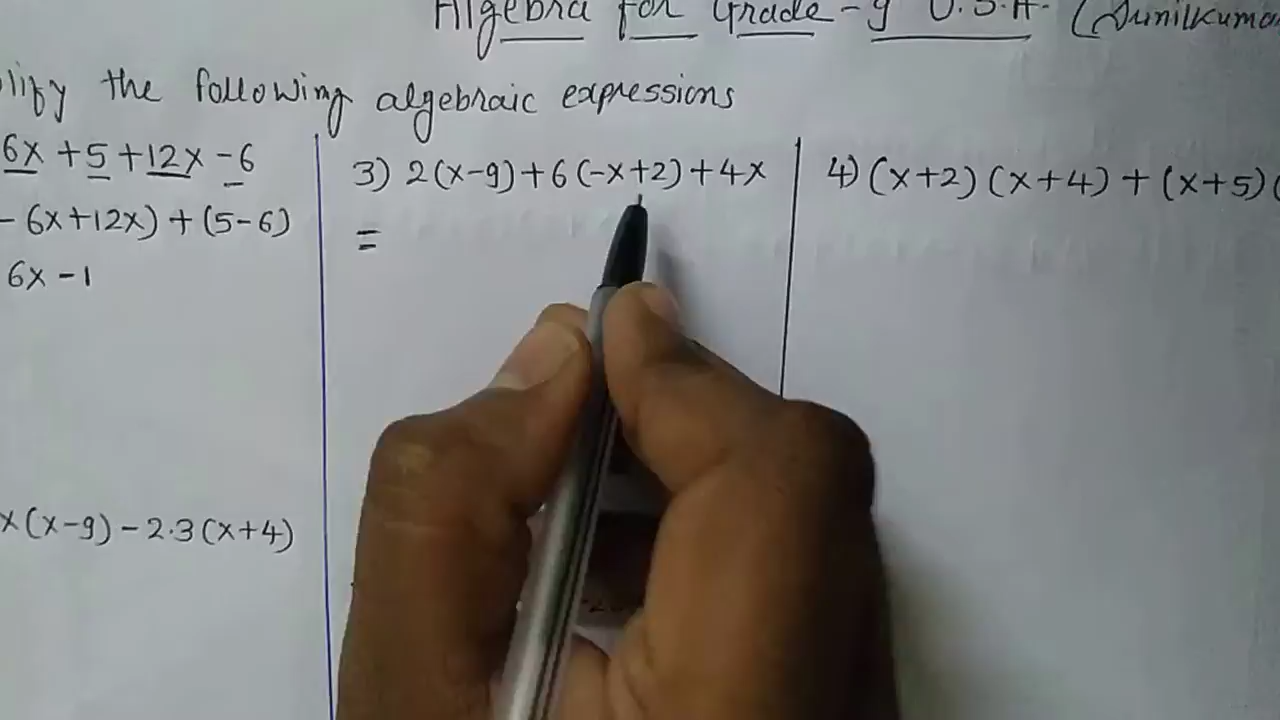 Algebra for Grade-9 U.S.A. (Sunilkuma
lify the following algebraic expressions
6x + 5 + 12x - 6
- 6x+12x) + (5-6)
6x - 1
x(x-9) - 2.3(x+4)
3) 2(x-9)+6(-x+2)+4x
=
4) (x+2)(x+4) + (x+5)(